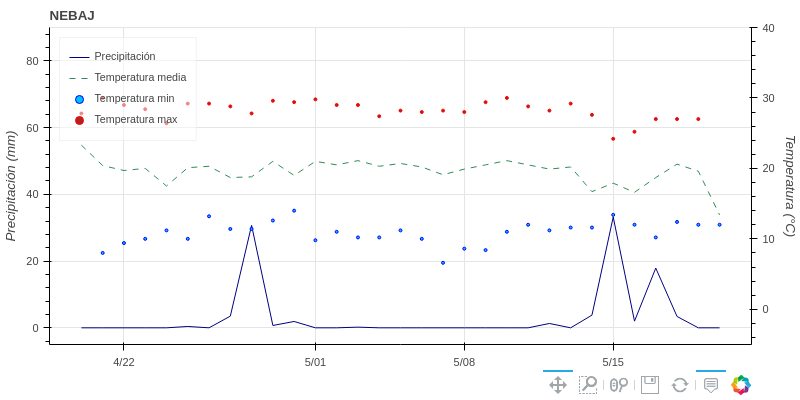 NEBAJ
Precipitación
Temperatura media
Temperatura min
Temperatura max
Precipitación (mm)
80
60
40
20
0
Temperatura (°C)
40
30
20
10
0
4/22
5/01
5/08
5/15